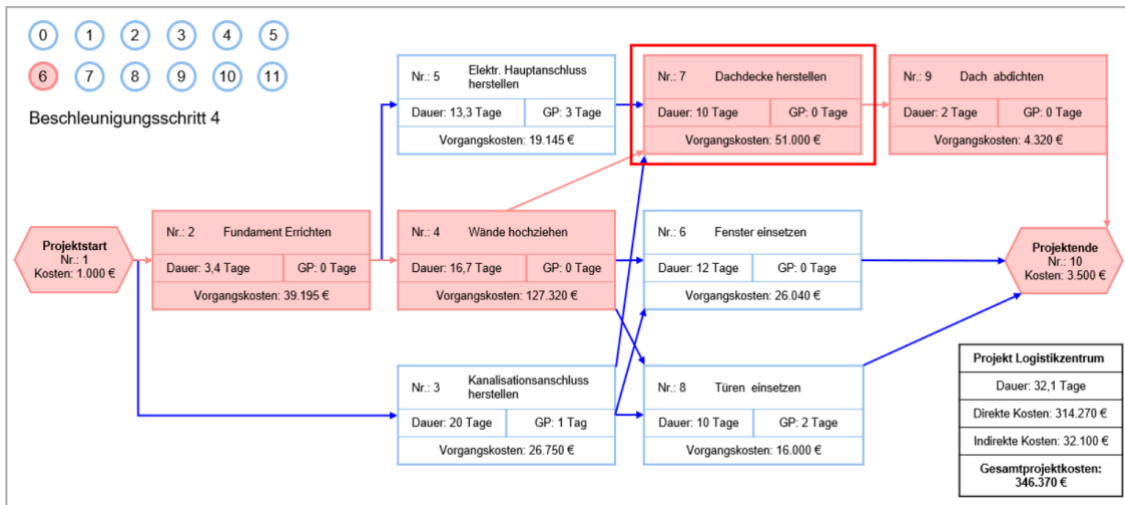 0 1 2 3 4 5
6 7 8 9 10 11
Beschleunigungsschritt 4
Nr.: 5 Elektr. Hauptanschluss
herstellen
Dauer: 13,3 Tage GP: 3 Tage
Vorgangskosten: 19.145 €
Nr.: 7 Dachdecke herstellen
Dauer: 10 Tage GP: 0 Tage
Vorgangskosten: 51.000 €
Nr.: 9 Dach abdichten
Dauer: 2 Tage GP: 0 Tage
Vorgangskosten: 4.320 €
Projektstart
Nr.: 1
Kosten: 1.000 €
Nr.: 2 Fundament Errichten
Dauer: 3,4 Tage GP: 0 Tage
Vorgangskosten: 39.195 €
Nr.: 4 Wände hochziehen
Dauer: 16,7 Tage GP: 0 Tage
Vorgangskosten: 127.320 €
Nr.: 6 Fenster einsetzen
Dauer: 12 Tage GP: 0 Tage
Vorgangskosten: 26.040 €
Projektende
Nr.: 10
Kosten: 3.500 €
Nr.: 3 Kanalisationsanschluss
herstellen
Dauer: 20 Tage GP: 1 Tag
Vorgangskosten: 26.750 €
Nr.: 8 Türen einsetzen
Dauer: 10 Tage GP: 2 Tage
Vorgangskosten: 16.000 €
Projekt Logistikzentrum
Dauer: 32,1 Tage
Direkte Kosten: 314.270 €
Indirekte Kosten: 32.100 €
Gesamtprojektkosten:
346.370 €